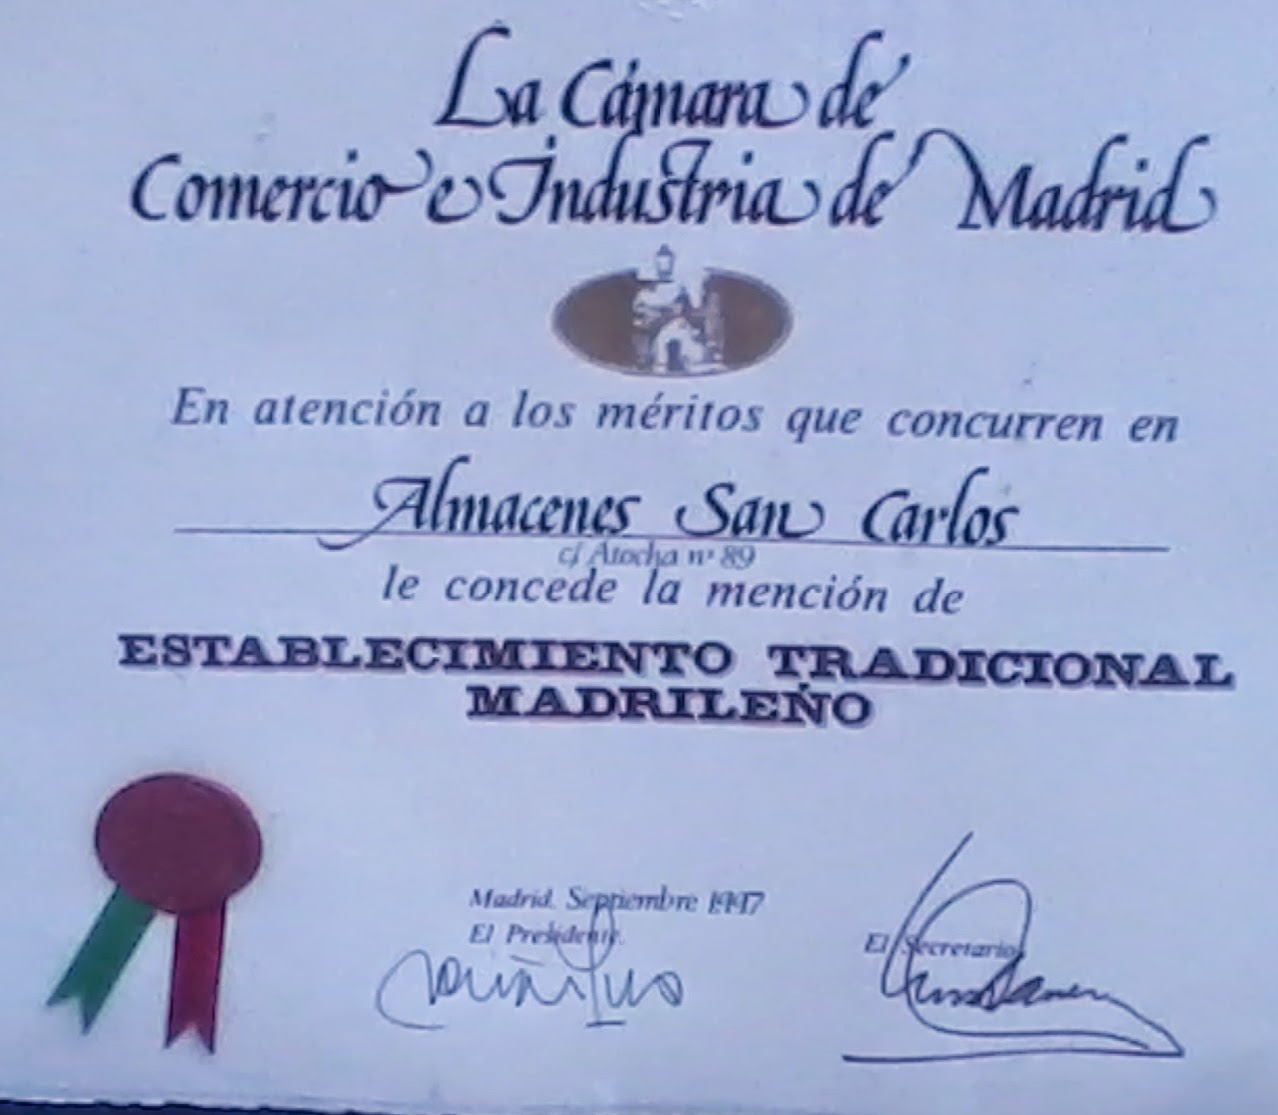 La Cámara de
Comercio e Industria de Madrid
En atención a los méritos que concurren en
Almacenes San Carlos
c/ Atocha nº 89
le concede la mención de
ESTABLECIMIENTO TRADICIONAL
MADRILEÑO
Madrid, Septiembre 1997
El Presidente,
El Secretario,